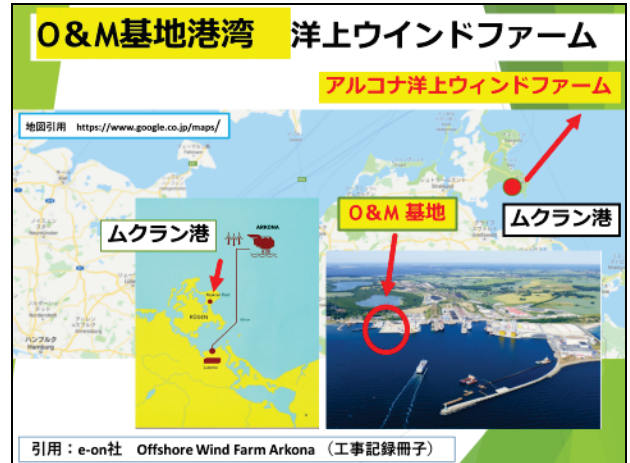 O&M基地港湾 洋上ウインドファーム
アルコナ洋上ウィンドファーム
地図引用 https://www.google.co.jp/maps/
O&M 基地
ムクラン港
ムクラン港
ARKONA
RÜGEN
Lubmin
ハンブルク
Hamburg
引用：e-on社 Offshore Wind Farm Arkona （工事記録冊子）